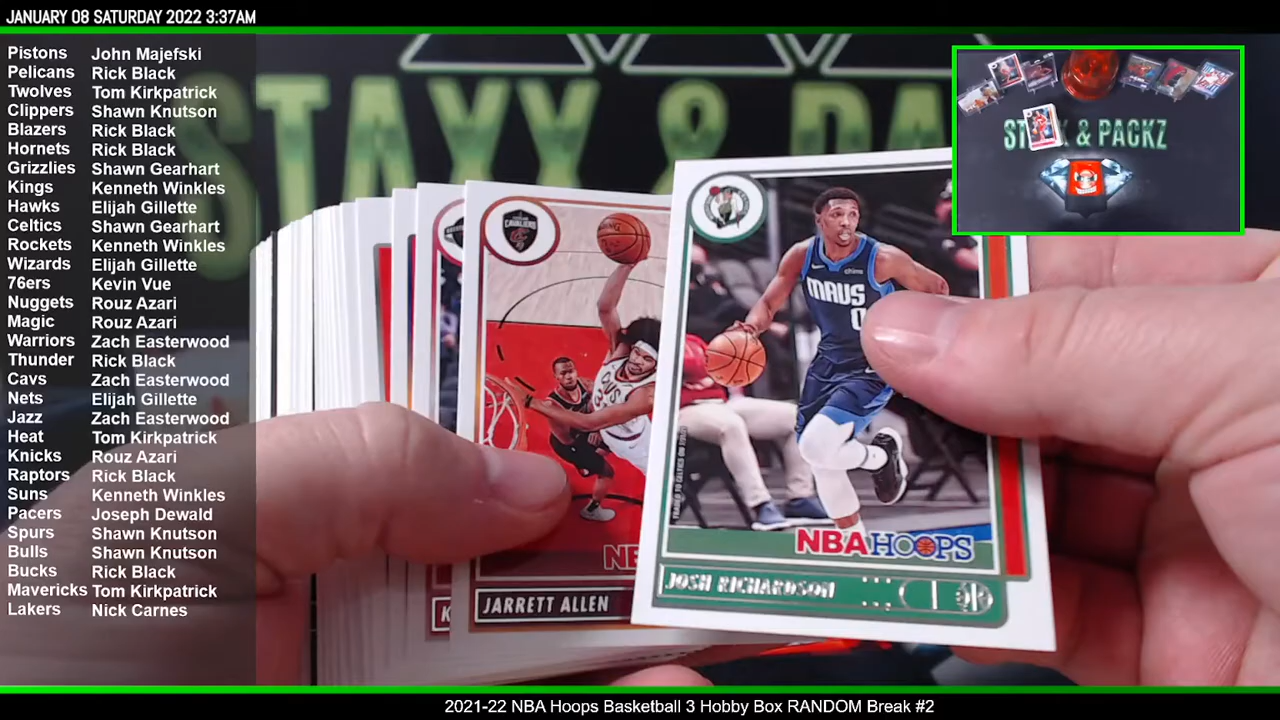 JANUARY 08 SATURDAY 2022 3:37AM
Pistons John Majefski
Pelicans Rick Black
Twolves Tom Kirkpatrick
Clippers Shawn Knutson
Blazers Rick Black
Hornets Rick Black
Grizzlies Shawn Gearhart
Kings Kenneth Winkles
Hawks Elijah Gillette
Celtics Shawn Gearhart
Rockets Kenneth Winkles
Wizards Elijah Gillette
76ers Kevin Vue
Nuggets Rouz Azari
Magic Rouz Azari
Warriors Zach Easterwood
Thunder Rick Black
Cavs Zach Easterwood
Nets Elijah Gillette
Jazz Zach Easterwood
Heat Tom Kirkpatrick
Knicks Rouz Azari
Raptors Rick Black
Suns Kenneth Winkles
Pacers Joseph Dewald
Spurs Shawn Knutson
Bulls Shawn Knutson
Bucks Rick Black
Mavericks Tom Kirkpatrick
Lakers Nick Carnes
STAXX & PA
& PACKZ
CAVALIERS
chime
MAVS
0
NBA HOOPS
JOSH RICHARDSON
NB
JARRETT ALLEN
K
2021-22 NBA Hoops Basketball 3 Hobby Box RANDOM Break #2